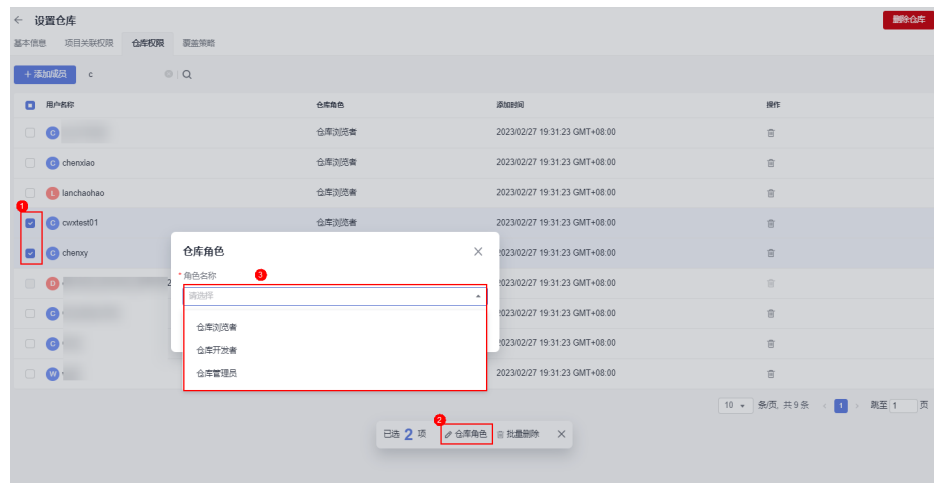 ← 设置仓库 删除仓库
基本信息 项目关联权限 仓库权限 覆盖策略
+ 添加成员 c
用户名称 仓库角色 添加时间 操作
C 仓库浏览者 2023/02/27 19:31:23 GMT+08:00
C chenxiao 仓库浏览者 2023/02/27 19:31:23 GMT+08:00
L lanchaohao 仓库浏览者 2023/02/27 19:31:23 GMT+08:00
1
C cwxtest01 仓库浏览者 2023/02/27 19:31:23 GMT+08:00
C chenxy 2023/02/27 19:31:23 GMT+08:00
D 2 2023/02/27 19:31:23 GMT+08:00
C 2023/02/27 19:31:23 GMT+08:00
C 2023/02/27 19:31:23 GMT+08:00
W 2023/02/27 19:31:23 GMT+08:00
仓库角色
* 角色名称 3
请选择
仓库浏览者
仓库开发者
仓库管理员
10 条/页, 共 9 条 1 跳至 1 页
2
已选 2 项 仓库角色 批量删除